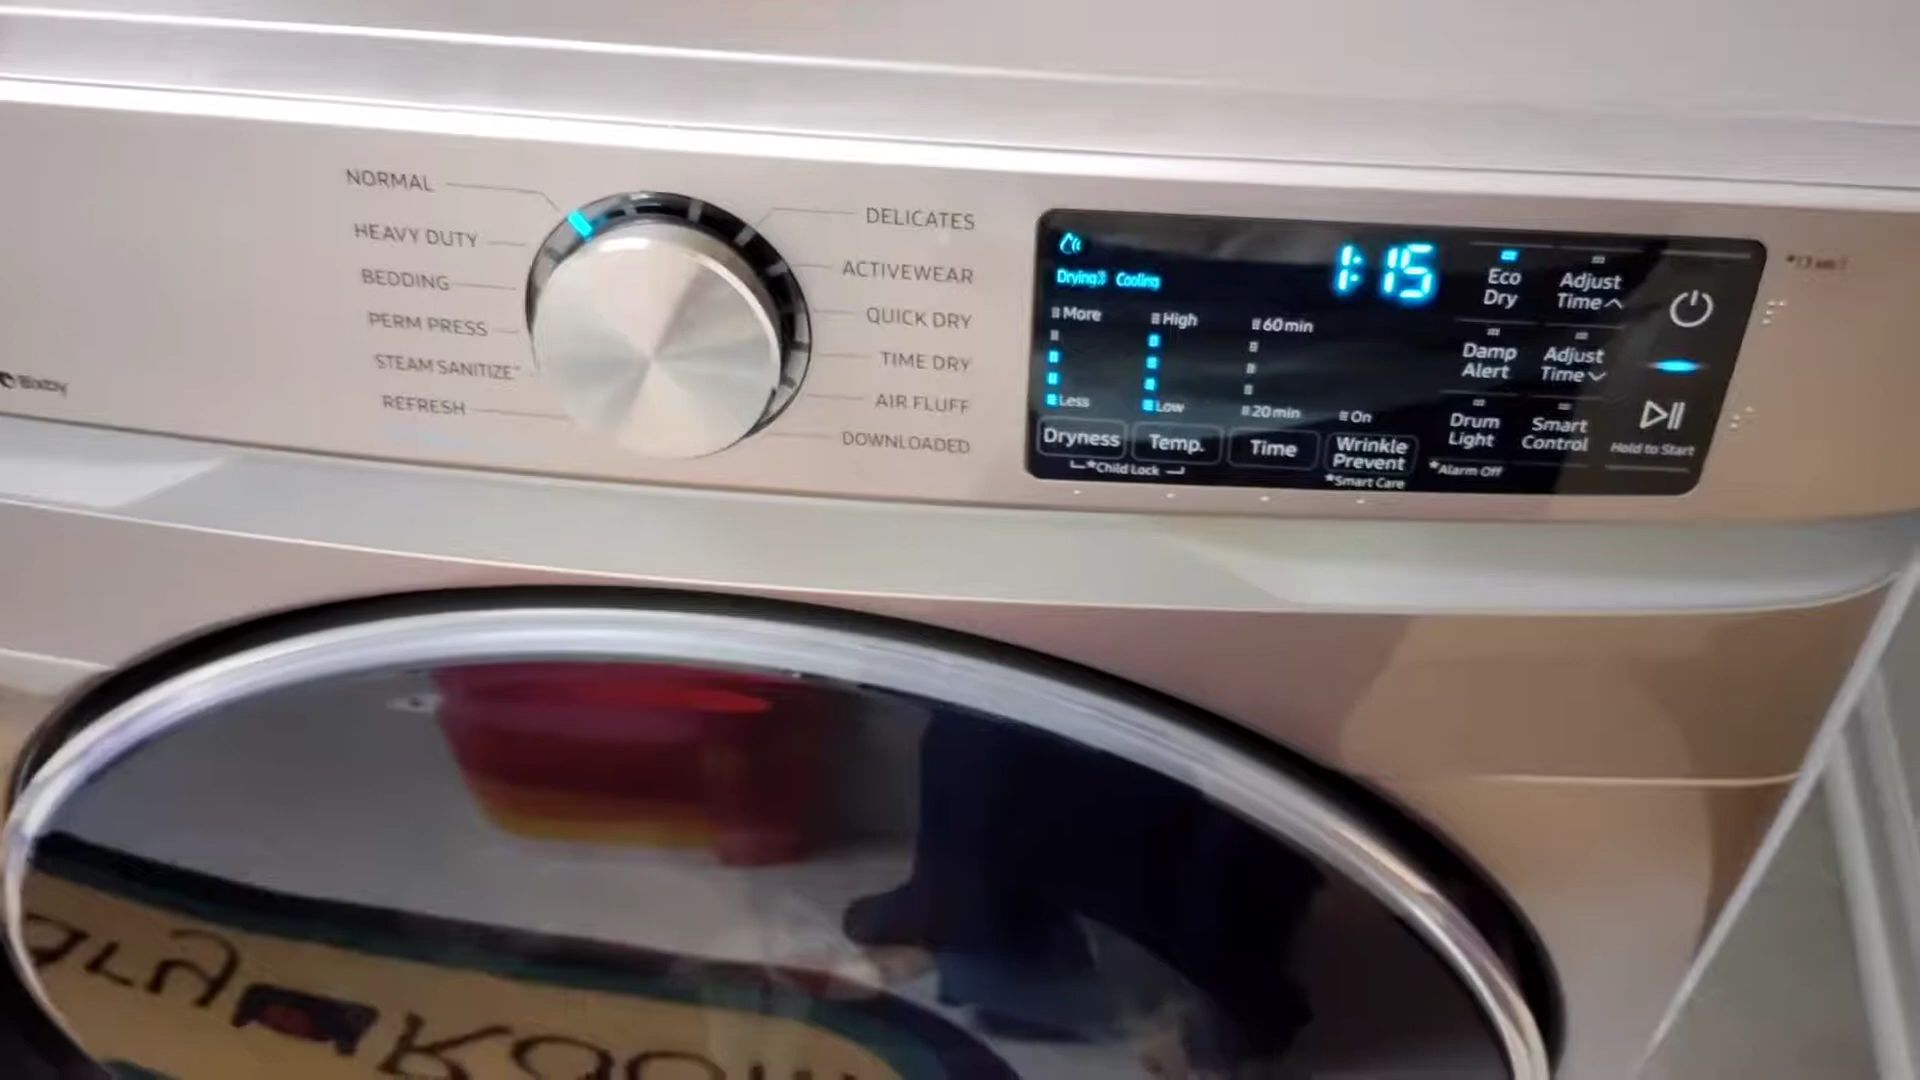 NORMAL
HEAVY DUTY
BEDDING
PERM PRESS
STEAM SANITIZE*
REFRESH
Bixby
DELICATES
ACTIVEWEAR
QUICK DRY
TIME DRY
AIR FLUFF
DOWNLOADED
1:15
Drying Cooling
More High 60min
Less Low 20min On
Dryness Temp. Time Wrinkle Prevent
*Child Lock
*Smart Care
Eco Dry
Adjust Time
Damp Alert
Adjust Time
Drum Light
Smart Control
*Alarm Off
Hold to Start